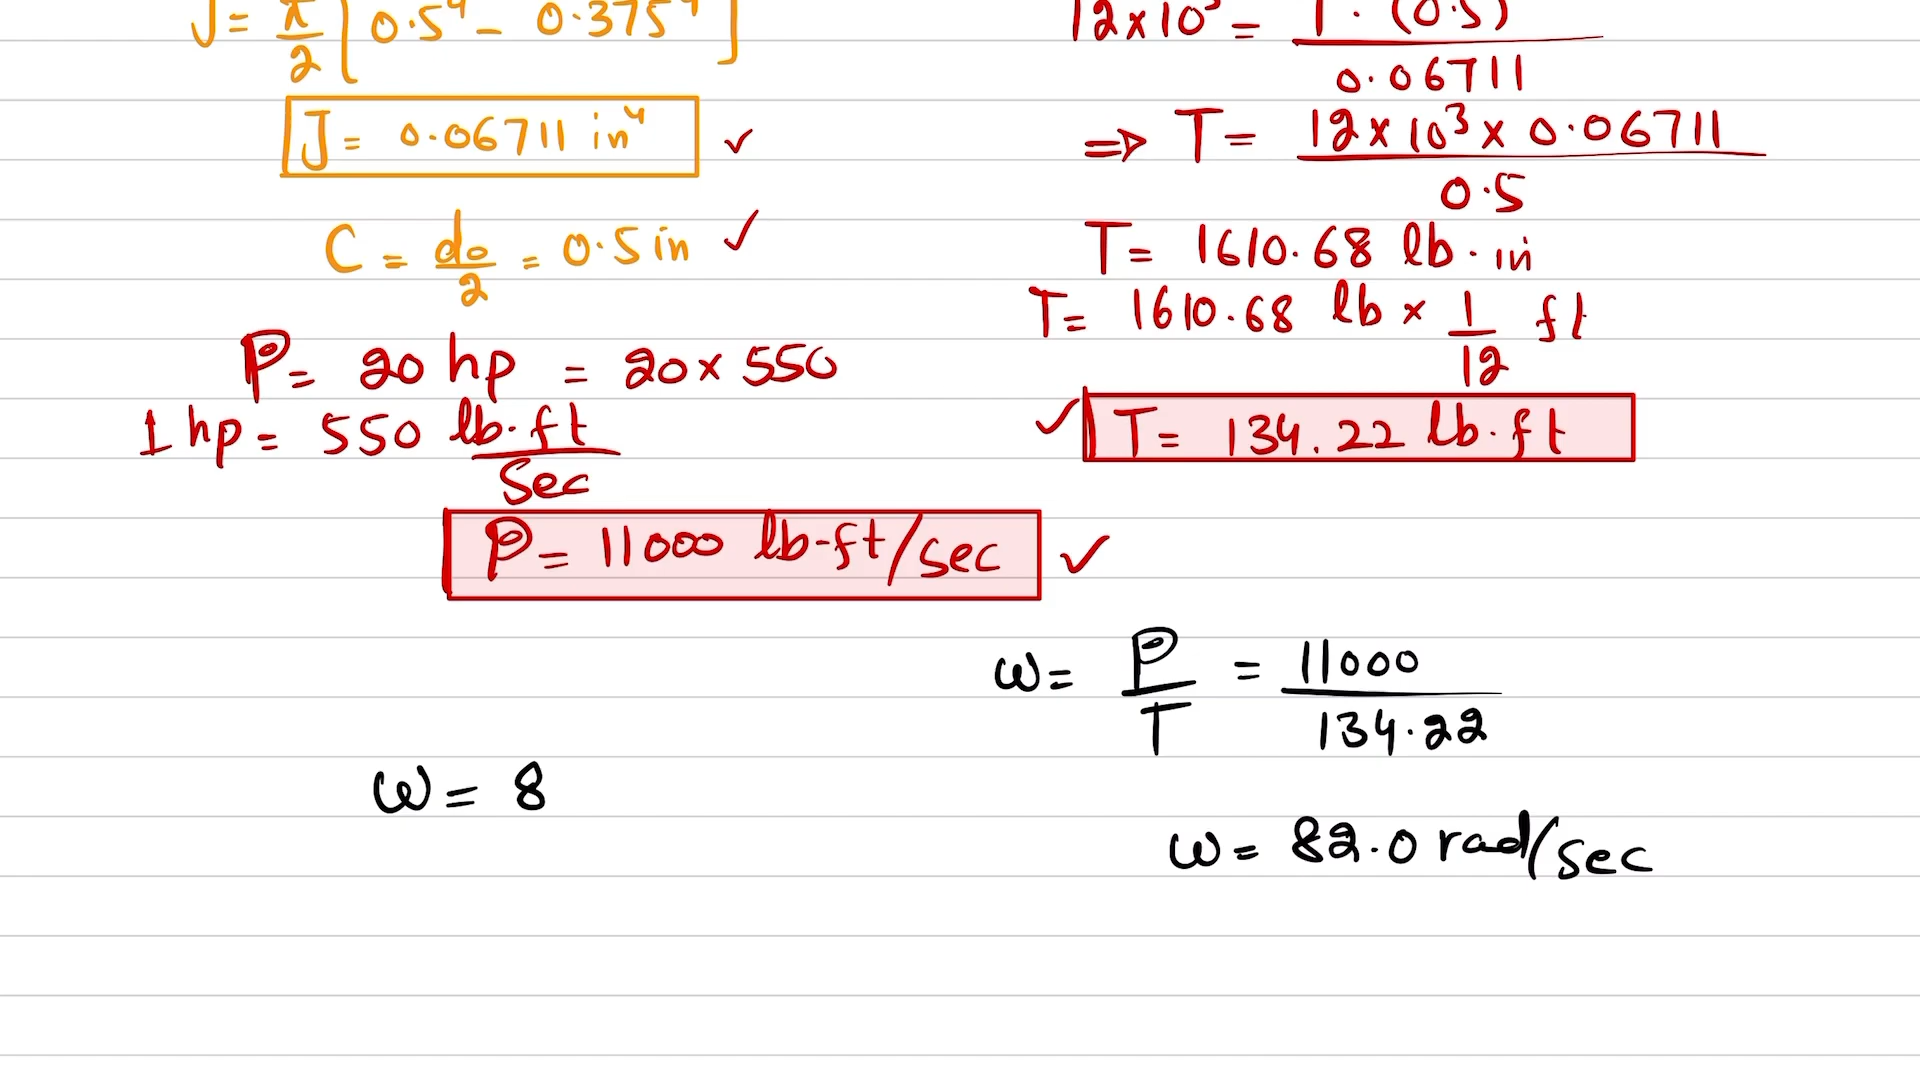 J = π/2 [ 0.5⁴ - 0.375⁴ ]
J = 0.06711 in⁴ ✓
C = do/2 = 0.5 in ✓
P = 20 hp = 20 × 550
1 hp = 550 lb.ft/Sec
P = 11000 lb-ft/sec ✓
12×10³ = T . (0.5) / 0.06711
⇒ T = 12×10³ × 0.06711 / 0.5
T = 1610.68 lb.in
T = 1610.68 lb × 1/12 ft
✓ T = 134.22 lb.ft
ω = P/T = 11000/134.22
ω = 8
ω = 82.0 rad/sec